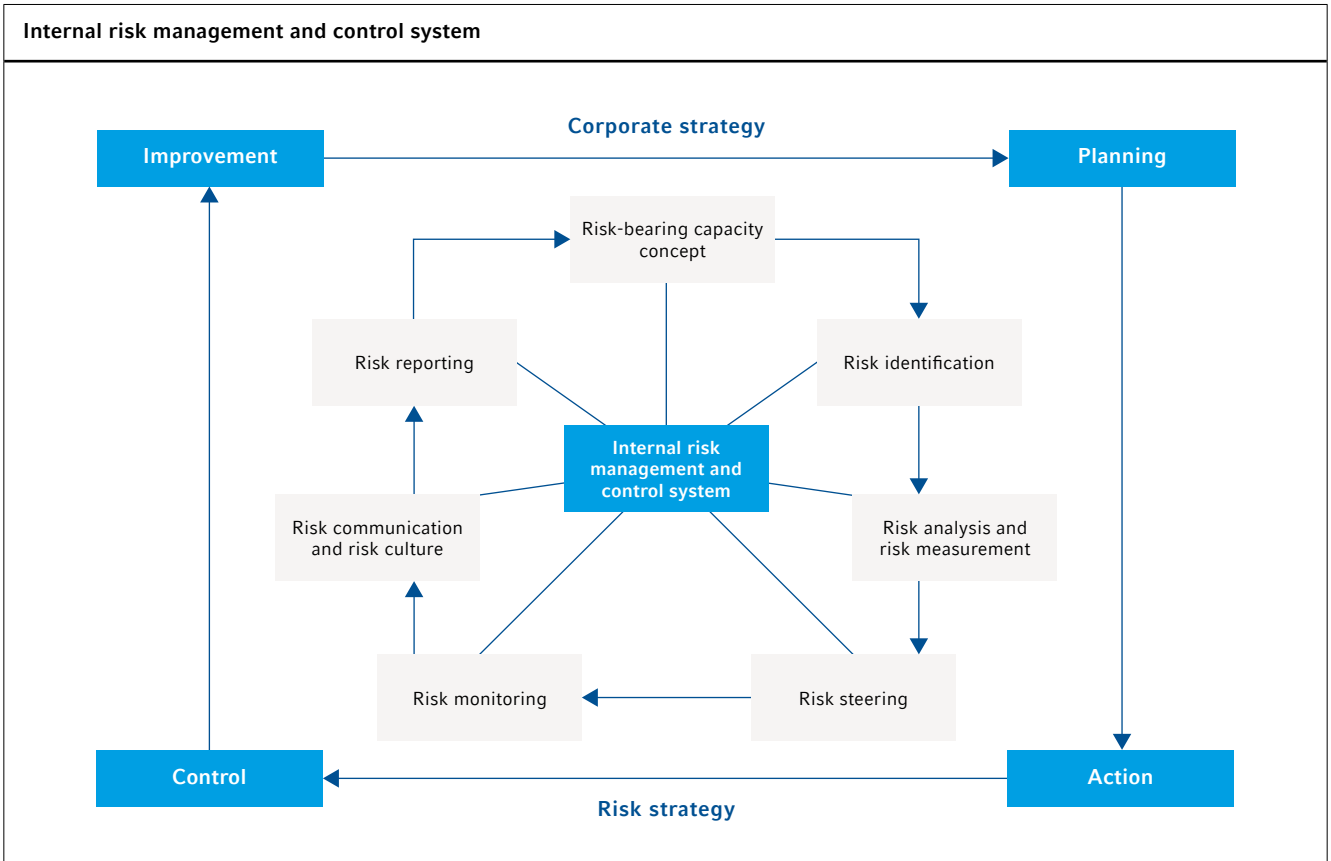 Internal risk management and control system
Corporate strategy
Improvement
Planning
Risk-bearing capacity
concept
Risk reporting
Risk identification
Internal risk
management and
control system
Risk communication
and risk culture
Risk analysis and
risk measurement
Risk monitoring
Risk steering
Control
Action
Risk strategy